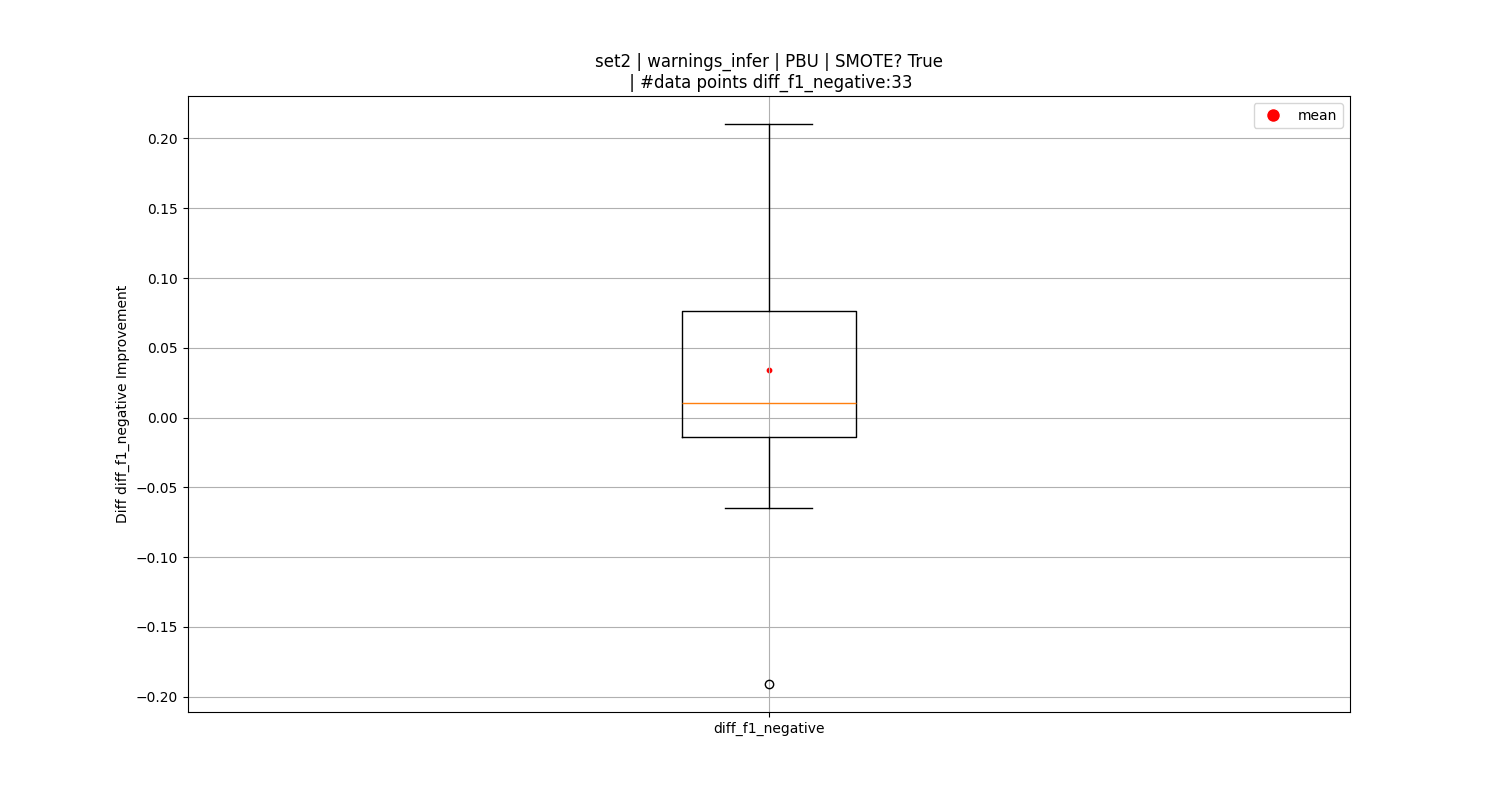 set2 | warnings_infer | PBU | SMOTE? True
| #data points diff_f1_negative:33
mean
0.20
0.15
0.10
0.05
0.00
−0.05
−0.10
−0.15
−0.20
Diff diff_f1_negative Improvement
diff_f1_negative